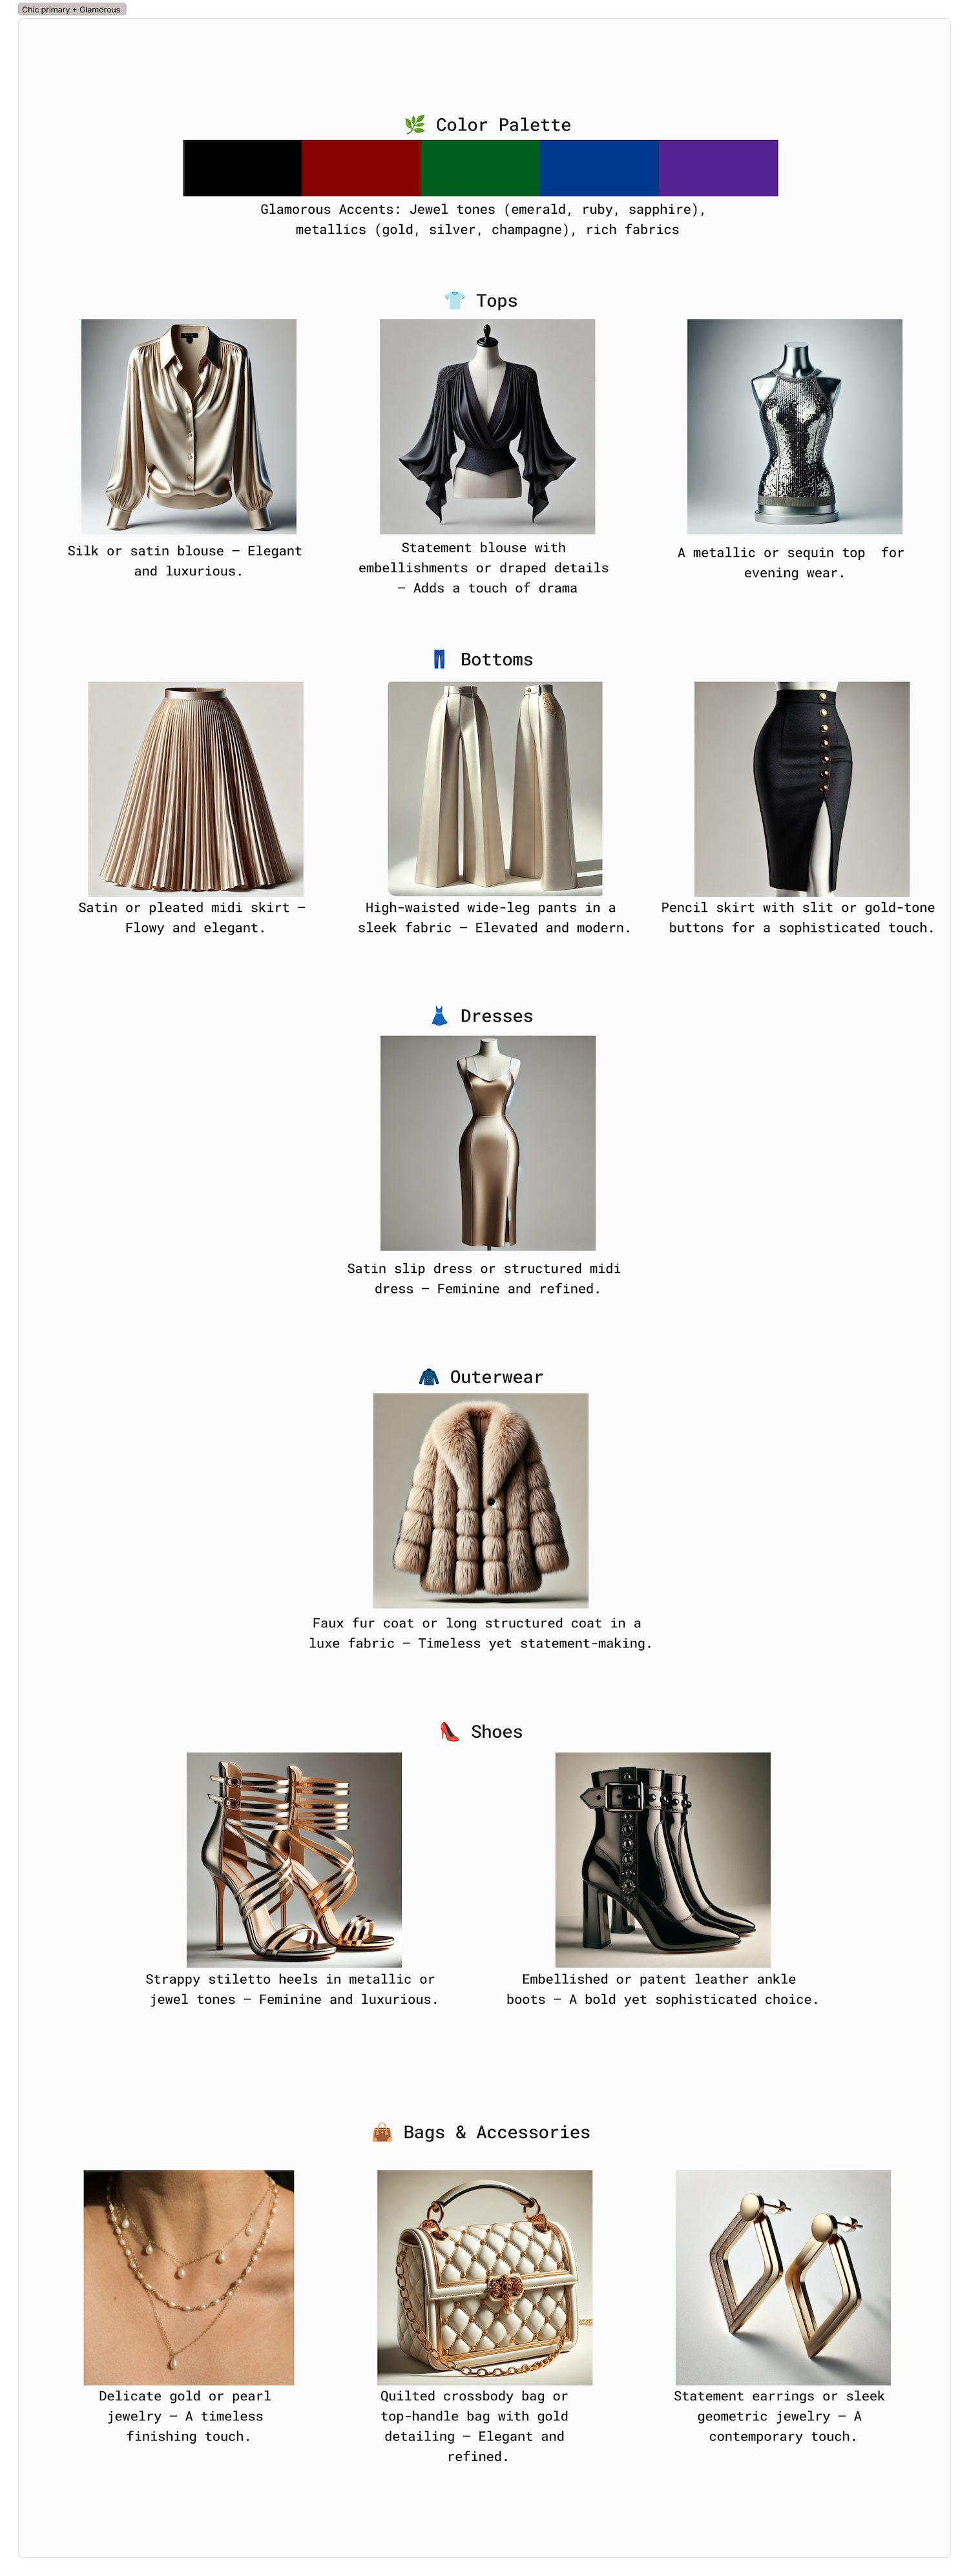 Chic primary + Glamorous
Color Palette
Glamorous Accents: Jewel tones (emerald, ruby, sapphire),
metallics (gold, silver, champagne), rich fabrics
Tops
Silk or satin blouse – Elegant
and luxurious.
Statement blouse with
embellishments or draped details
– Adds a touch of drama
A metallic or sequin top  for
evening wear.
Bottoms
Satin or pleated midi skirt –
Flowy and elegant.
High-waisted wide-leg pants in a
sleek fabric – Elevated and modern.
Pencil skirt with slit or gold-tone
buttons for a sophisticated touch.
Dresses
Satin slip dress or structured midi
dress – Feminine and refined.
Outerwear
Faux fur coat or long structured coat in a
luxe fabric – Timeless yet statement-making.
Shoes
Strappy stiletto heels in metallic or
jewel tones – Feminine and luxurious.
Embellished or patent leather ankle
boots – A bold yet sophisticated choice.
Bags & Accessories
Delicate gold or pearl
jewelry – A timeless
finishing touch.
Quilted crossbody bag or
top-handle bag with gold
detailing – Elegant and
refined.
Statement earrings or sleek
geometric jewelry – A
contemporary touch.